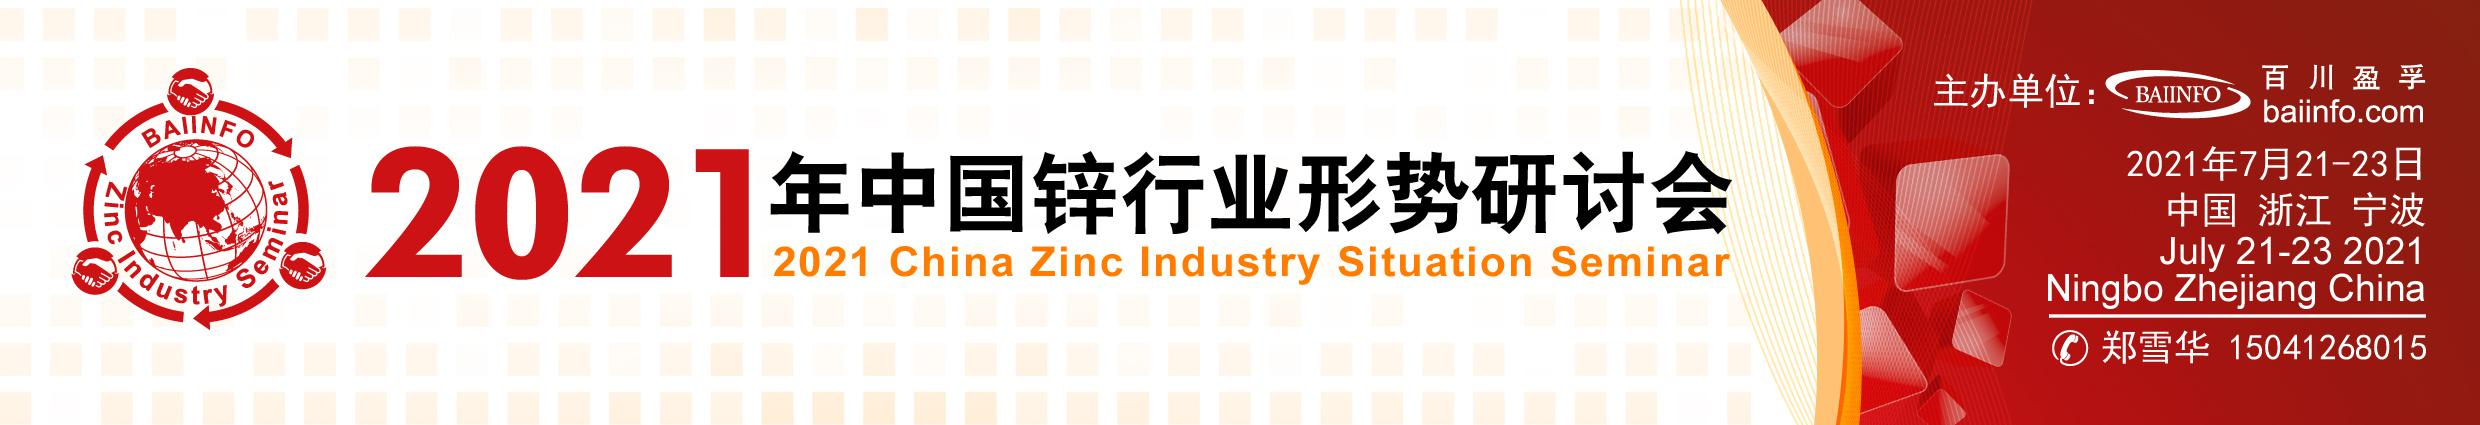 BAIINFO
Zinc Industry Seminar
2021年中国锌行业形势研讨会
2021 China Zinc Industry Situation Seminar
主办单位: BAIINFO 百川盈孚
baiinfo.com
2021年7月21-23日
中国 浙江 宁波
July 21-23 2021
Ningbo Zhejiang China
郑雪华 15041268015